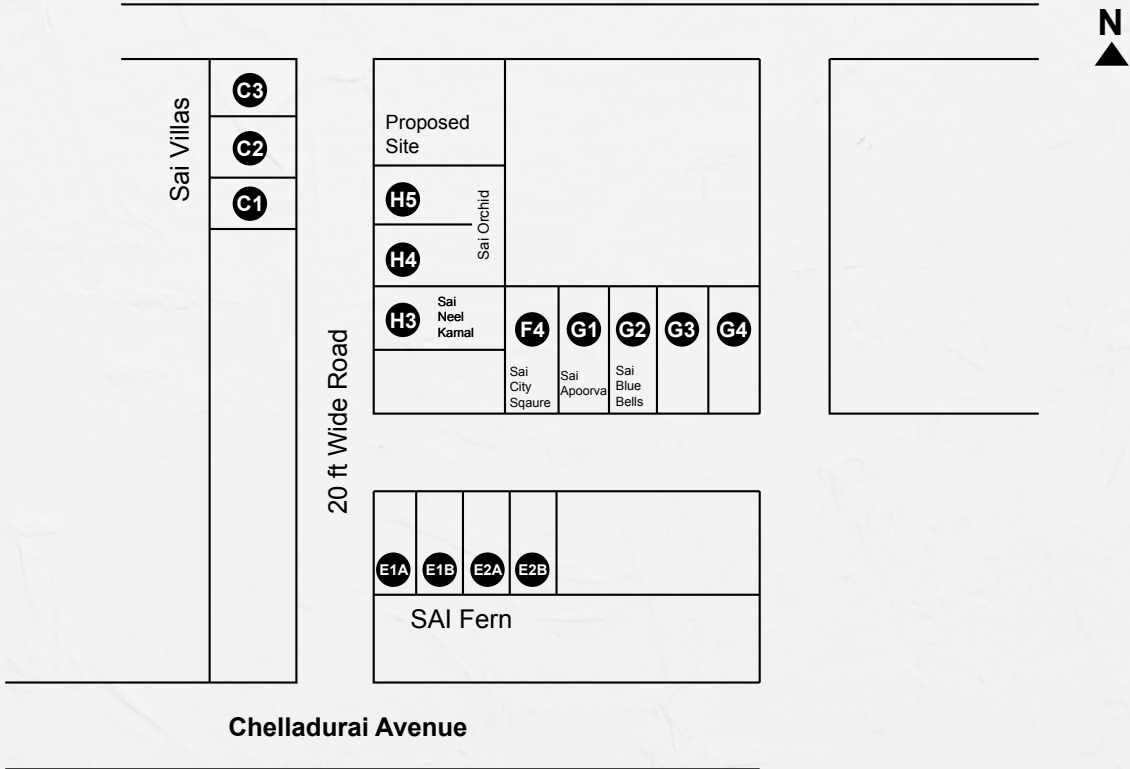 N
Sai Villas
C3
C2
C1
20 ft Wide Road
Proposed
Site
H5
H4
Sai Orchid
H3
Sai
Neel
Kamal
F4
Sai
City
Sqaure
G1
Sai
Apoorva
G2
Sai
Blue
Bells
G3
G4
E1A
E1B
E2A
E2B
SAI Fern
Chelladurai Avenue